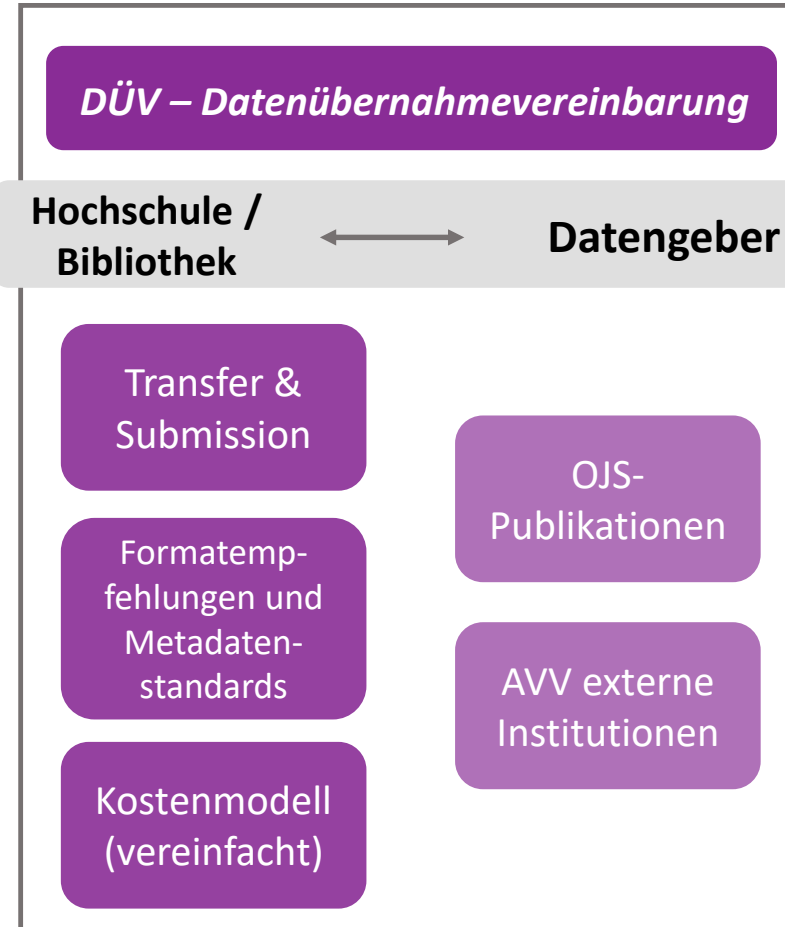 DÜV – Datenübernahmevereinbarung
Hochschule /
Bibliothek
Datengeber
Transfer &
Submission
Formatemp-
fehlungen und
Metadaten-
standards
Kostenmodell
(vereinfacht)
OJS-
Publikationen
AVV externe
Institutionen